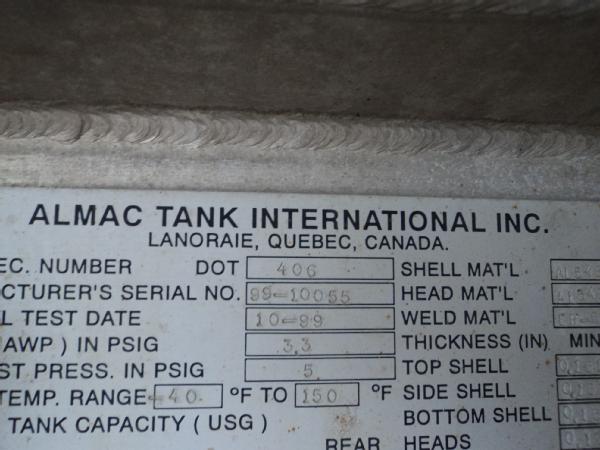 ALMAC TANK INTERNATIONAL INC.
LANORAIE, QUEBEC, CANADA.
EC. NUMBER DOT 406 SHELL MAT'L
CTURER'S SERIAL NO. 99-10055 HEAD MAT'L
L TEST DATE 10-99 WELD MAT'L
AWP ) IN PSIG 3.3 THICKNESS (IN) MIN
ST PRESS. IN PSIG 5 TOP SHELL
TEMP. RANGE -40 °F TO 150 °F SIDE SHELL
TANK CAPACITY ( USG ) BOTTOM SHELL
REAR HEADS